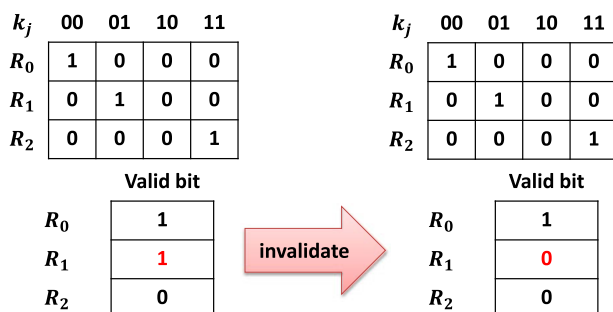 k_j 00 01 10 11
R_0 1 0 0 0
R_1 0 1 0 0
R_2 0 0 0 1
Valid bit
R_0 1
R_1 1
R_2 0
invalidate
k_j 00 01 10 11
R_0 1 0 0 0
R_1 0 1 0 0
R_2 0 0 0 1
Valid bit
R_0 1
R_1 0
R_2 0